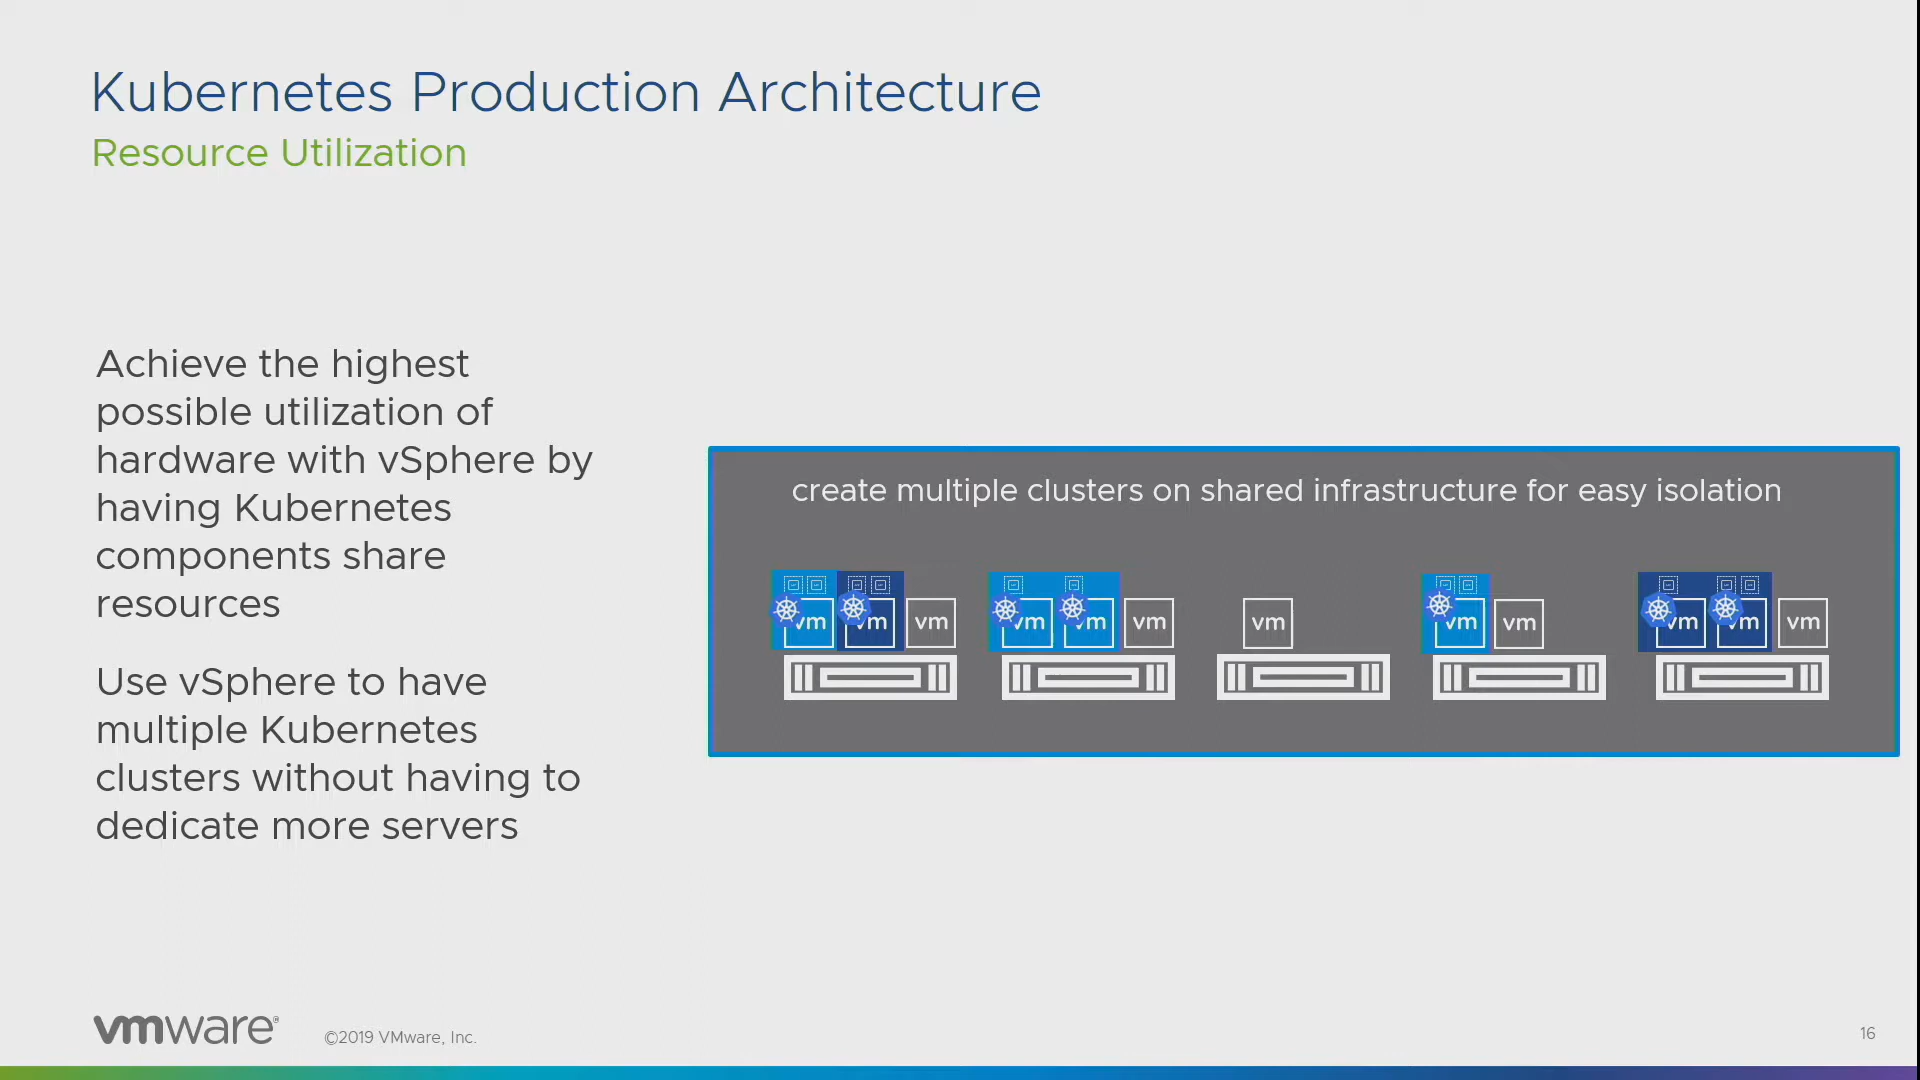 Kubernetes Production Architecture
Resource Utilization
Achieve the highest
possible utilization of
hardware with vSphere by
having Kubernetes
components share
resources
Use vSphere to have
multiple Kubernetes
clusters without having to
dedicate more servers
create multiple clusters on shared infrastructure for easy isolation
vm vm vm vm vm vm vm vm vm vm vm vm
vmware®
©2019 VMware, Inc.
16